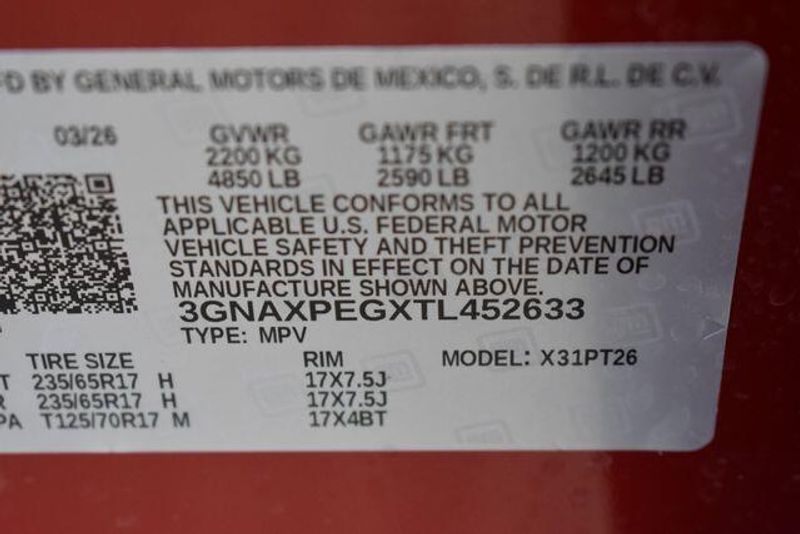 FD BY GENERAL MOTORS DE MEXICO, S. DE R.L. DE C.V.
03/26 GVWR GAWR FRT GAWR RR
2200 KG 1175 KG 1200 KG
4850 LB 2590 LB 2645 LB
THIS VEHICLE CONFORMS TO ALL
APPLICABLE U.S. FEDERAL MOTOR
VEHICLE SAFETY AND THEFT PREVENTION
STANDARDS IN EFFECT ON THE DATE OF
MANUFACTURE SHOWN ABOVE.
3GNAXPEGXTL452633
TYPE: MPV
TIRE SIZE RIM MODEL: X31PT26
T 235/65R17 H 17X7.5J
R 235/65R17 H 17X7.5J
PA T125/70R17 M 17X4BT